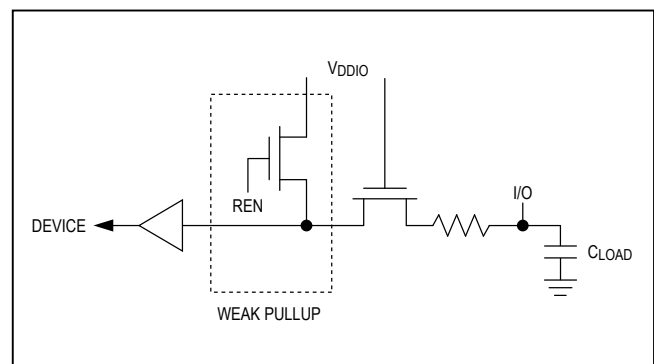 VDDIO
I/O
REN
DEVICE
CLOAD
WEAK PULLUP